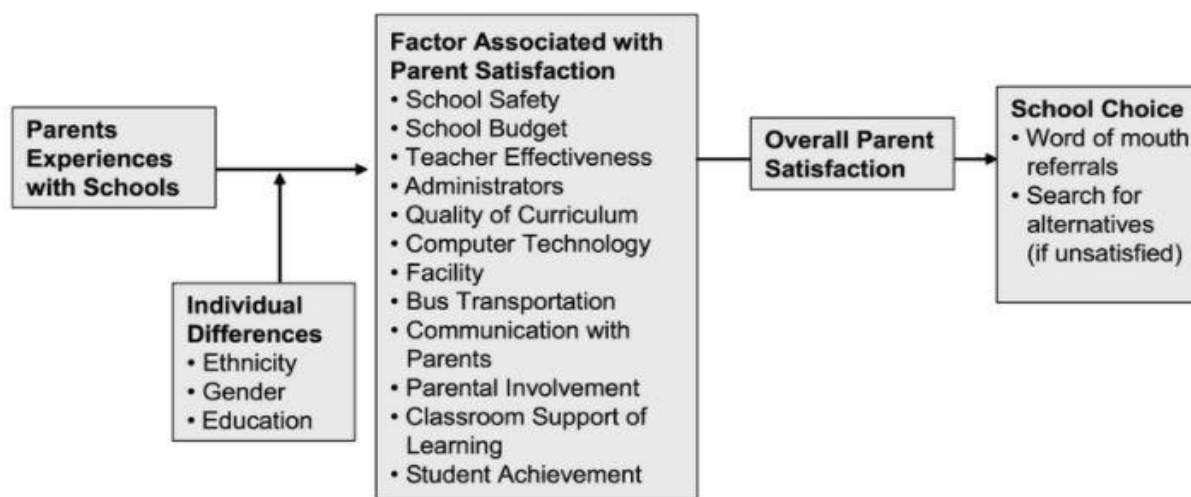 Parents
Experiences
with Schools
Individual
Differences
• Ethnicity
• Gender
• Education
Factor Associated with
Parent Satisfaction
• School Safety
• School Budget
• Teacher Effectiveness
• Administrators
• Quality of Curriculum
• Computer Technology
• Facility
• Bus Transportation
• Communication with
Parents
• Parental Involvement
• Classroom Support of
Learning
• Student Achievement
Overall Parent
Satisfaction
School Choice
• Word of mouth
referrals
• Search for
alternatives
(if unsatisfied)